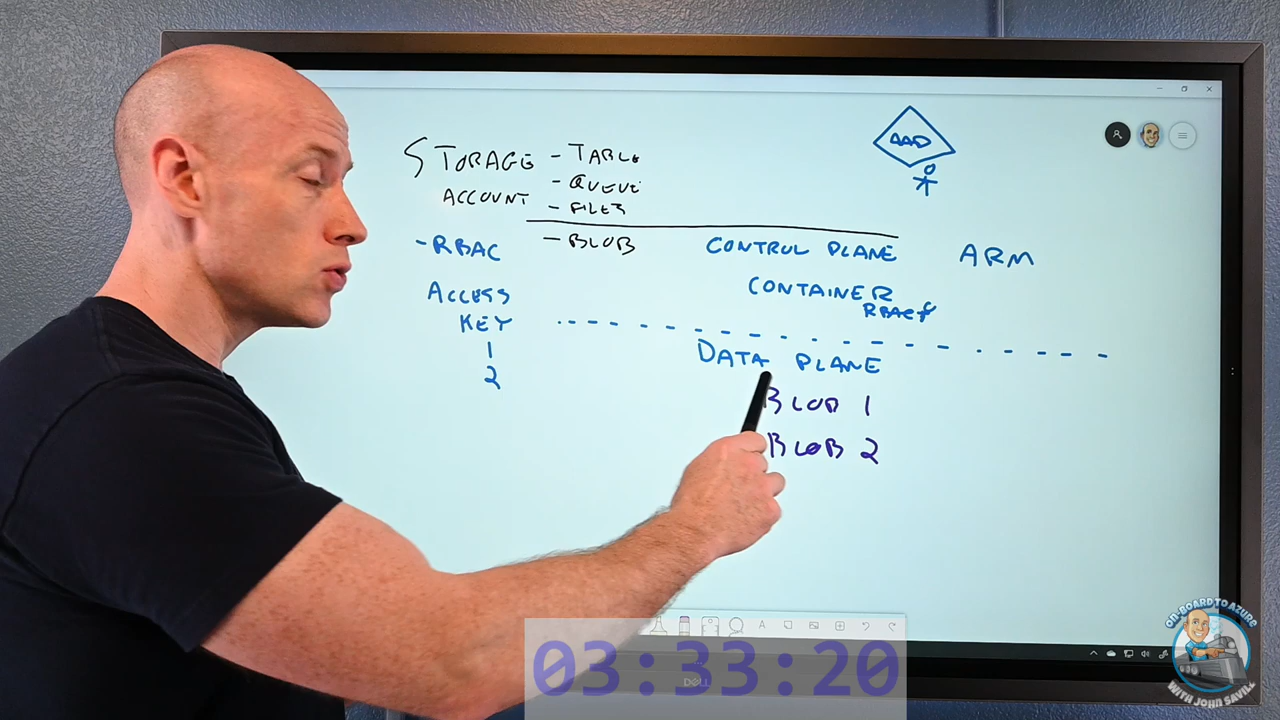 AAD
STORAGE - TABLE
ACCOUNT - QUEUE
- FILES
-RBAC - BLOB CONTROL PLANE ARM
ACCESS CONTAINER
KEY RBAC
1 DATA PLANE
2 BLOB 1
BLOB 2
A
03:33:20
DELL
ON-BOARD TO AZURE
WITH JOHN SAVILL